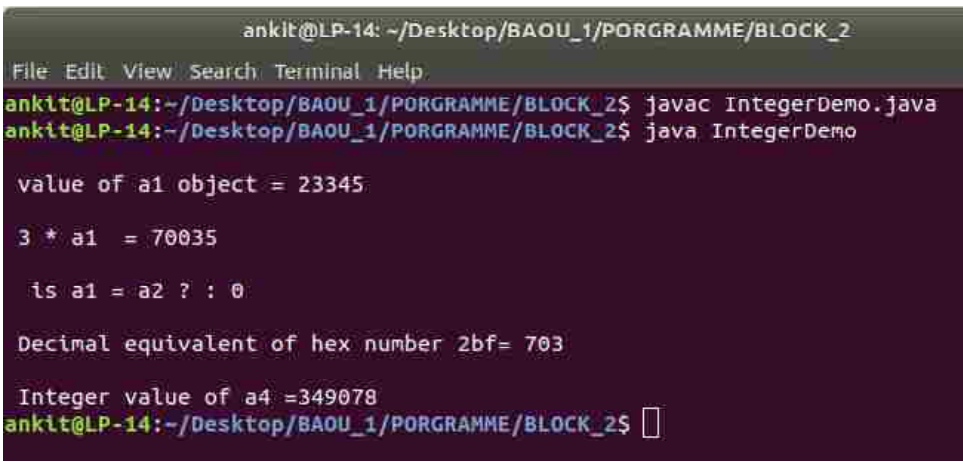 ankit@LP-14: ~/Desktop/BAOU_1/PORGRAMME/BLOCK_2
File Edit View Search Terminal Help
ankit@LP-14:~/Desktop/BAOU_1/PORGRAMME/BLOCK_2$ javac IntegerDemo.java
ankit@LP-14:~/Desktop/BAOU_1/PORGRAMME/BLOCK_2$ java IntegerDemo
value of a1 object = 23345
3 * a1  = 70035
is a1 = a2 ? : 0
Decimal equivalent of hex number 2bf= 703
Integer value of a4 =349078
ankit@LP-14:~/Desktop/BAOU_1/PORGRAMME/BLOCK_2$